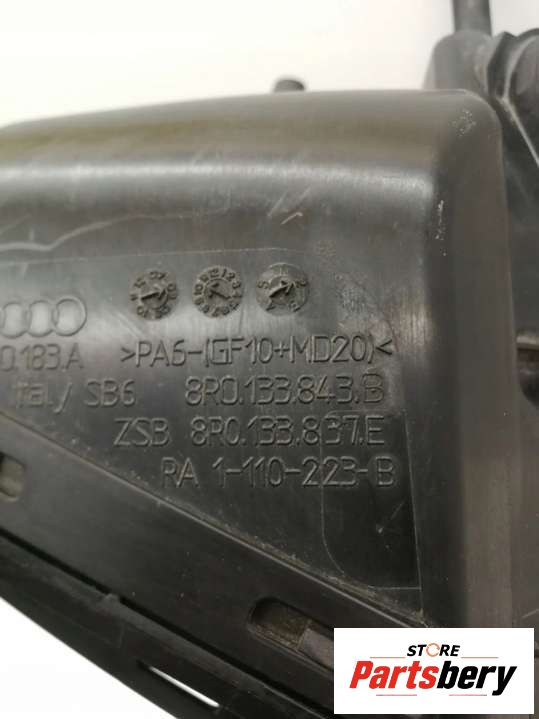 0.183.A >PA6-(GF10+MD20)<
Italy SB6 8R0.133.843.B
ZSB 8R0.133.837.E
RA 1-110-223-B
STORE
Partsbery